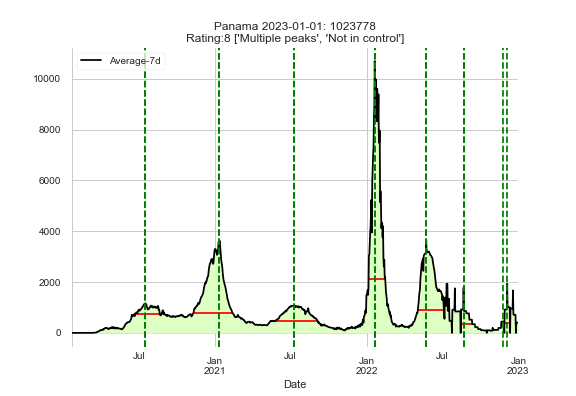 Panama 2023-01-01: 1023778
Rating:8 ['Multiple peaks', 'Not in control']
Average-7d
10000
8000
6000
4000
2000
0
Jul
Jan
2021
Jul
Jan
2022
Jul
Jan
2023
Date